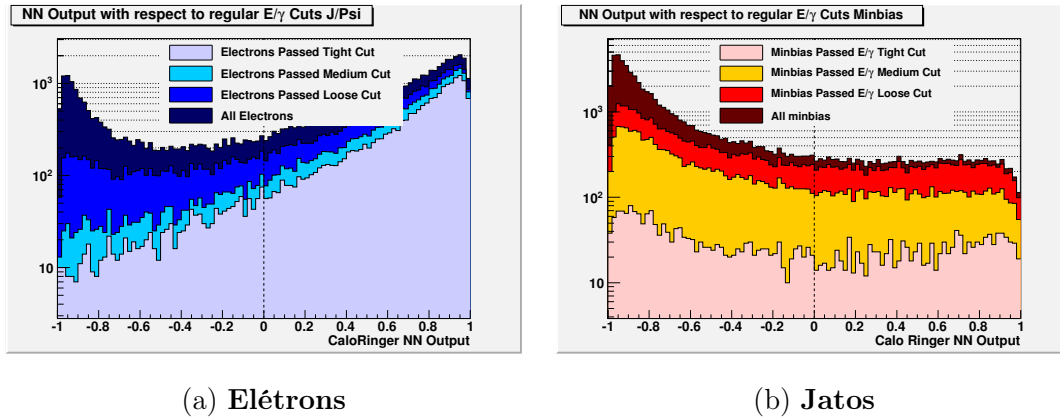 NN Output with respect to regular E/γ Cuts J/Psi
Electrons Passed Tight Cut
Electrons Passed Medium Cut
Electrons Passed Loose Cut
All Electrons
10³
10²
10
-1 -0.8 -0.6 -0.4 -0.2 0 0.2 0.4 0.6 0.8 1
CaloRinger NN Output
(a) Elétrons
NN Output with respect to regular E/γ Cuts Minbias
Minbias Passed E/γ Tight Cut
Minbias Passed E/γ Medium Cut
Minbias Passed E/γ Loose Cut
All minbias
10³
10²
10
-1 -0.8 -0.6 -0.4 -0.2 0 0.2 0.4 0.6 0.8 1
Calo Ringer NN Output
(b) Jatos